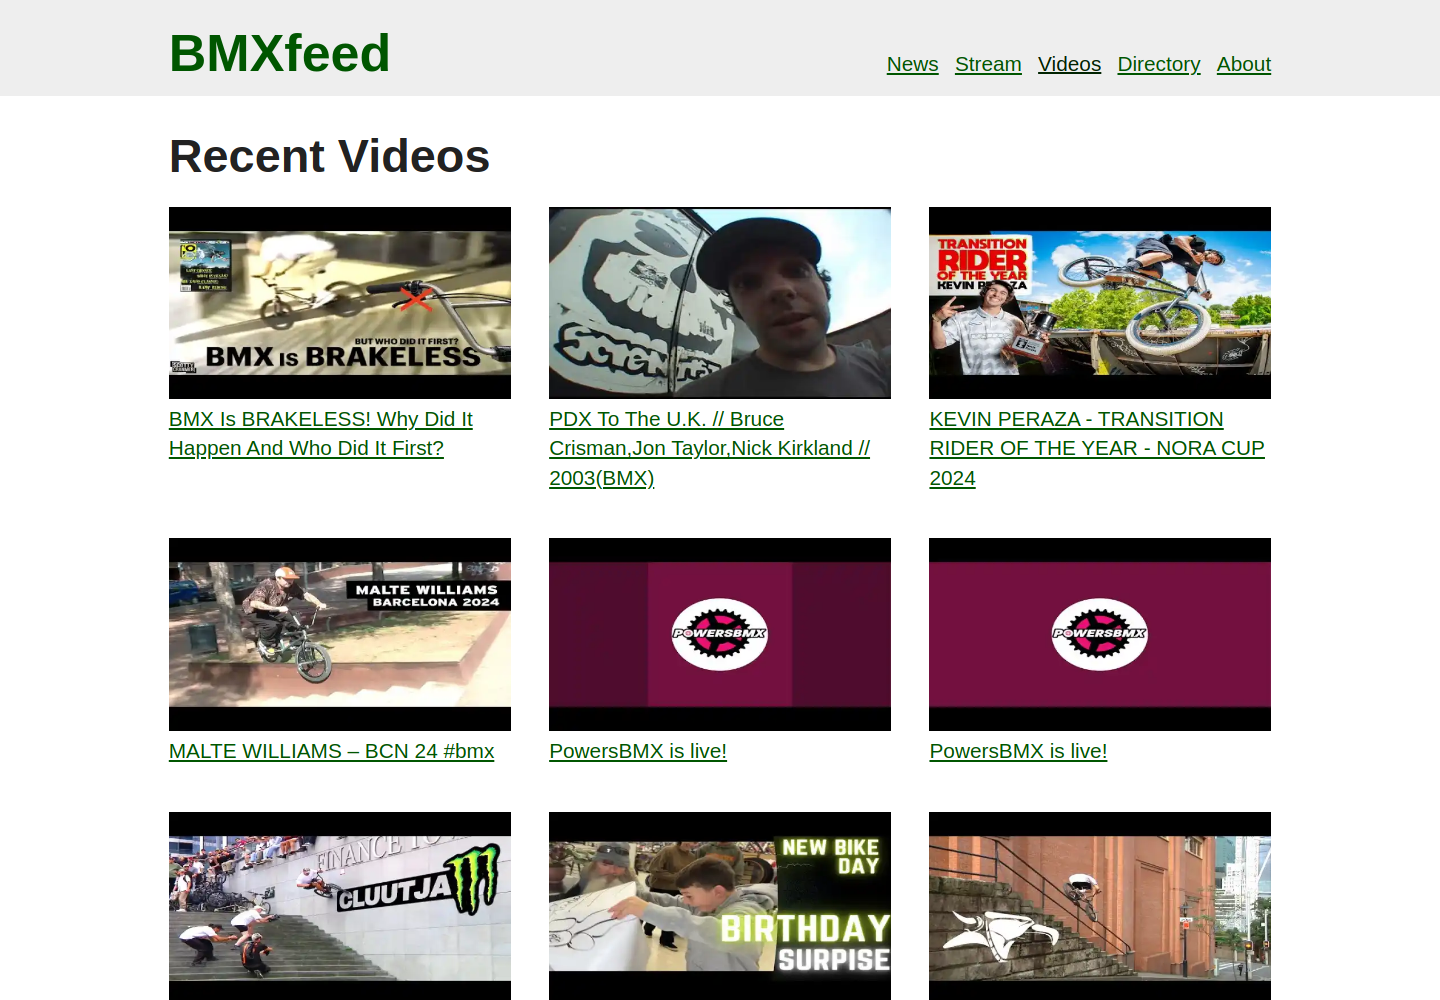 BMXfeed
News Stream Videos Directory About
Recent Videos
BUT WHO DID IT FIRST?
BMX IS BRAKELESS
TRANSITION
RIDER
OF THE YEAR
KEVIN PERAZA
BMX Is BRAKELESS! Why Did It
Happen And Who Did It First?
PDX To The U.K. // Bruce
Crisman,Jon Taylor,Nick Kirkland //
2003(BMX)
KEVIN PERAZA - TRANSITION
RIDER OF THE YEAR - NORA CUP
2024
MALTE WILLIAMS
BARCELONA 2024
POWERSBMX
POWERSBMX
MALTE WILLIAMS – BCN 24 #bmx
PowersBMX is live!
PowersBMX is live!
FINANCE
CLUUTJA
NEW BIKE
DAY
BIRTHDAY
SURPISE